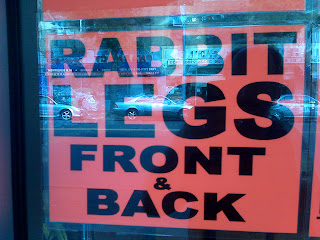 RABBIT
LEGS
FRONT
&
BACK